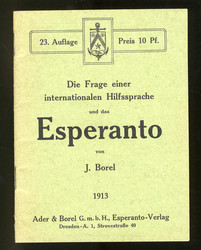 23. Auflage
Preis 10 Pf.
Die Frage einer
internationalen Hilfssprache
und das
Esperanto
von
J. Borel
1913
Ader & Borel G. m. b. H., Esperanto-Verlag
Dresden-A. 1, Struvestraße 40